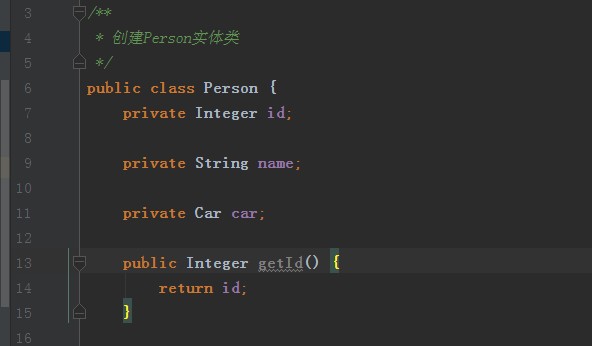 3 /**
4 * 创建Person实体类
5 */
6 public class Person {
7 private Integer id;
8
9 private String name;
10
11 private Car car;
12
13 public Integer getId() {
14 return id;
15 }
16